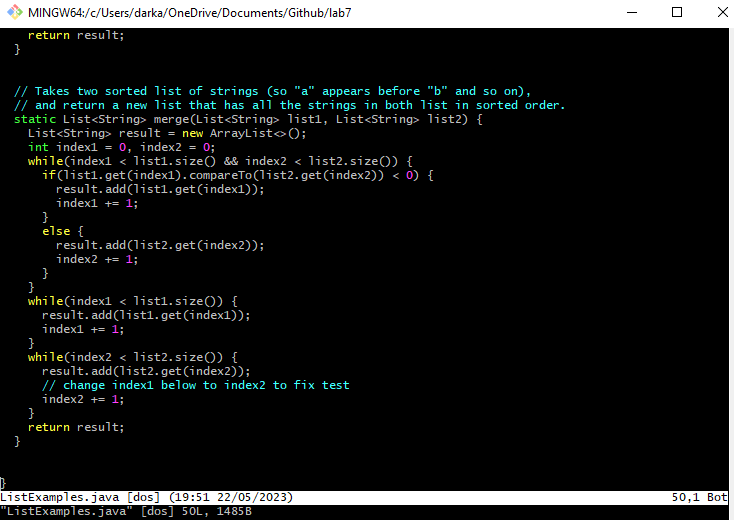 MINGW64:/c/Users/darka/OneDrive/Documents/Github/lab7
    return result;
  }
  // Takes two sorted list of strings (so "a" appears before "b" and so on),
  // and return a new list that has all the strings in both list in sorted order.
  static List<String> merge(List<String> list1, List<String> list2) {
    List<String> result = new ArrayList<>();
    int index1 = 0, index2 = 0;
    while(index1 < list1.size() && index2 < list2.size()) {
      if(list1.get(index1).compareTo(list2.get(index2)) < 0) {
        result.add(list1.get(index1));
        index1 += 1;
      }
      else {
        result.add(list2.get(index2));
        index2 += 1;
      }
    }
    while(index1 < list1.size()) {
      result.add(list1.get(index1));
      index1 += 1;
    }
    while(index2 < list2.size()) {
      result.add(list2.get(index2));
      // change index1 below to index2 to fix test
      index2 += 1;
    }
    return result;
  }
}
ListExamples.java [dos] (19:51 22/05/2023) 50,1 Bot
"ListExamples.java" [dos] 50L, 1485B